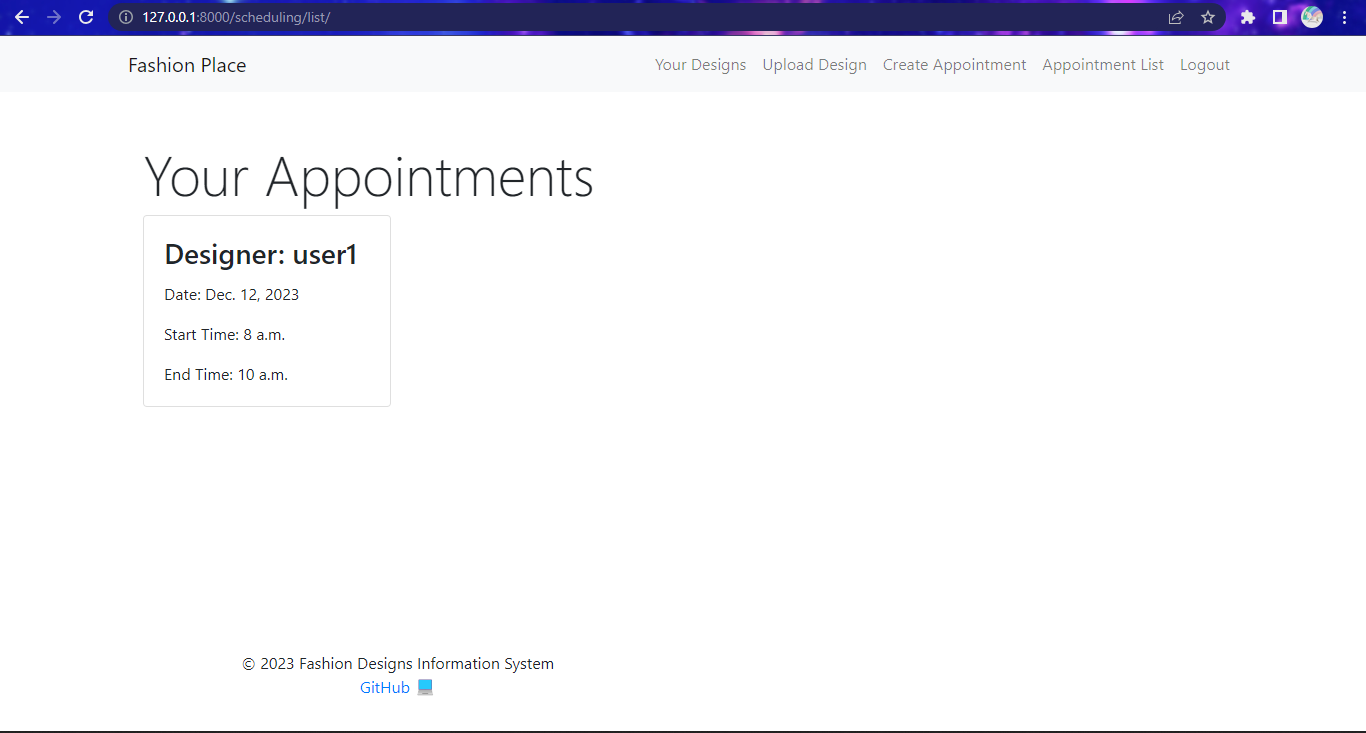 127.0.0.1:8000/scheduling/list/
Fashion Place
Your Designs
Upload Design
Create Appointment
Appointment List
Logout
Your Appointments
Designer: user1
Date: Dec. 12, 2023
Start Time: 8 a.m.
End Time: 10 a.m.
© 2023 Fashion Designs Information System
GitHub